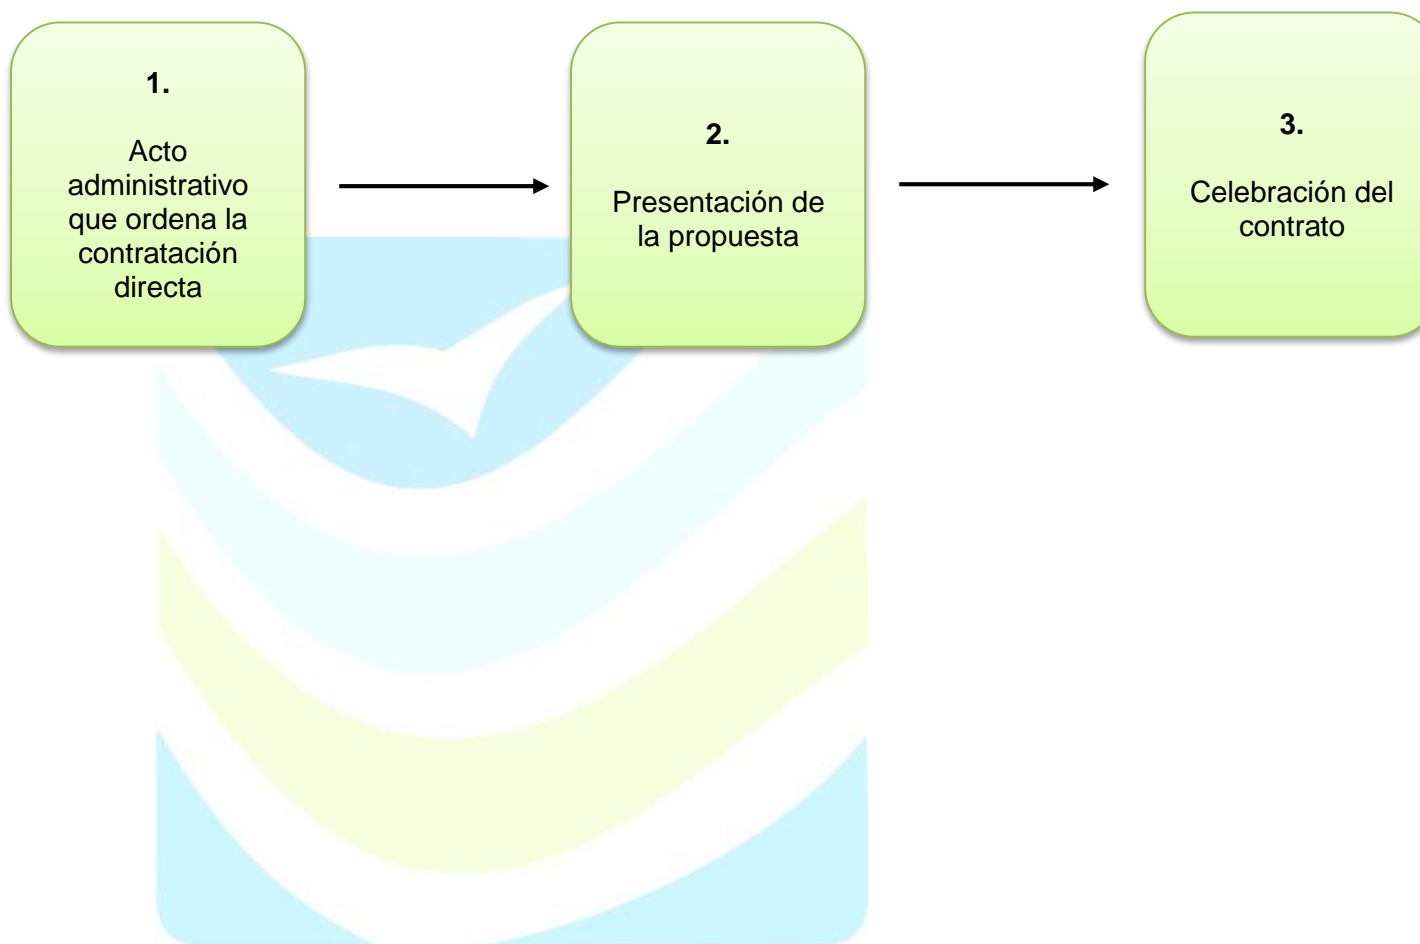 1.
Acto
administrativo
que ordena la
contratación
directa
2.
Presentación de
la propuesta
3.
Celebración del
contrato